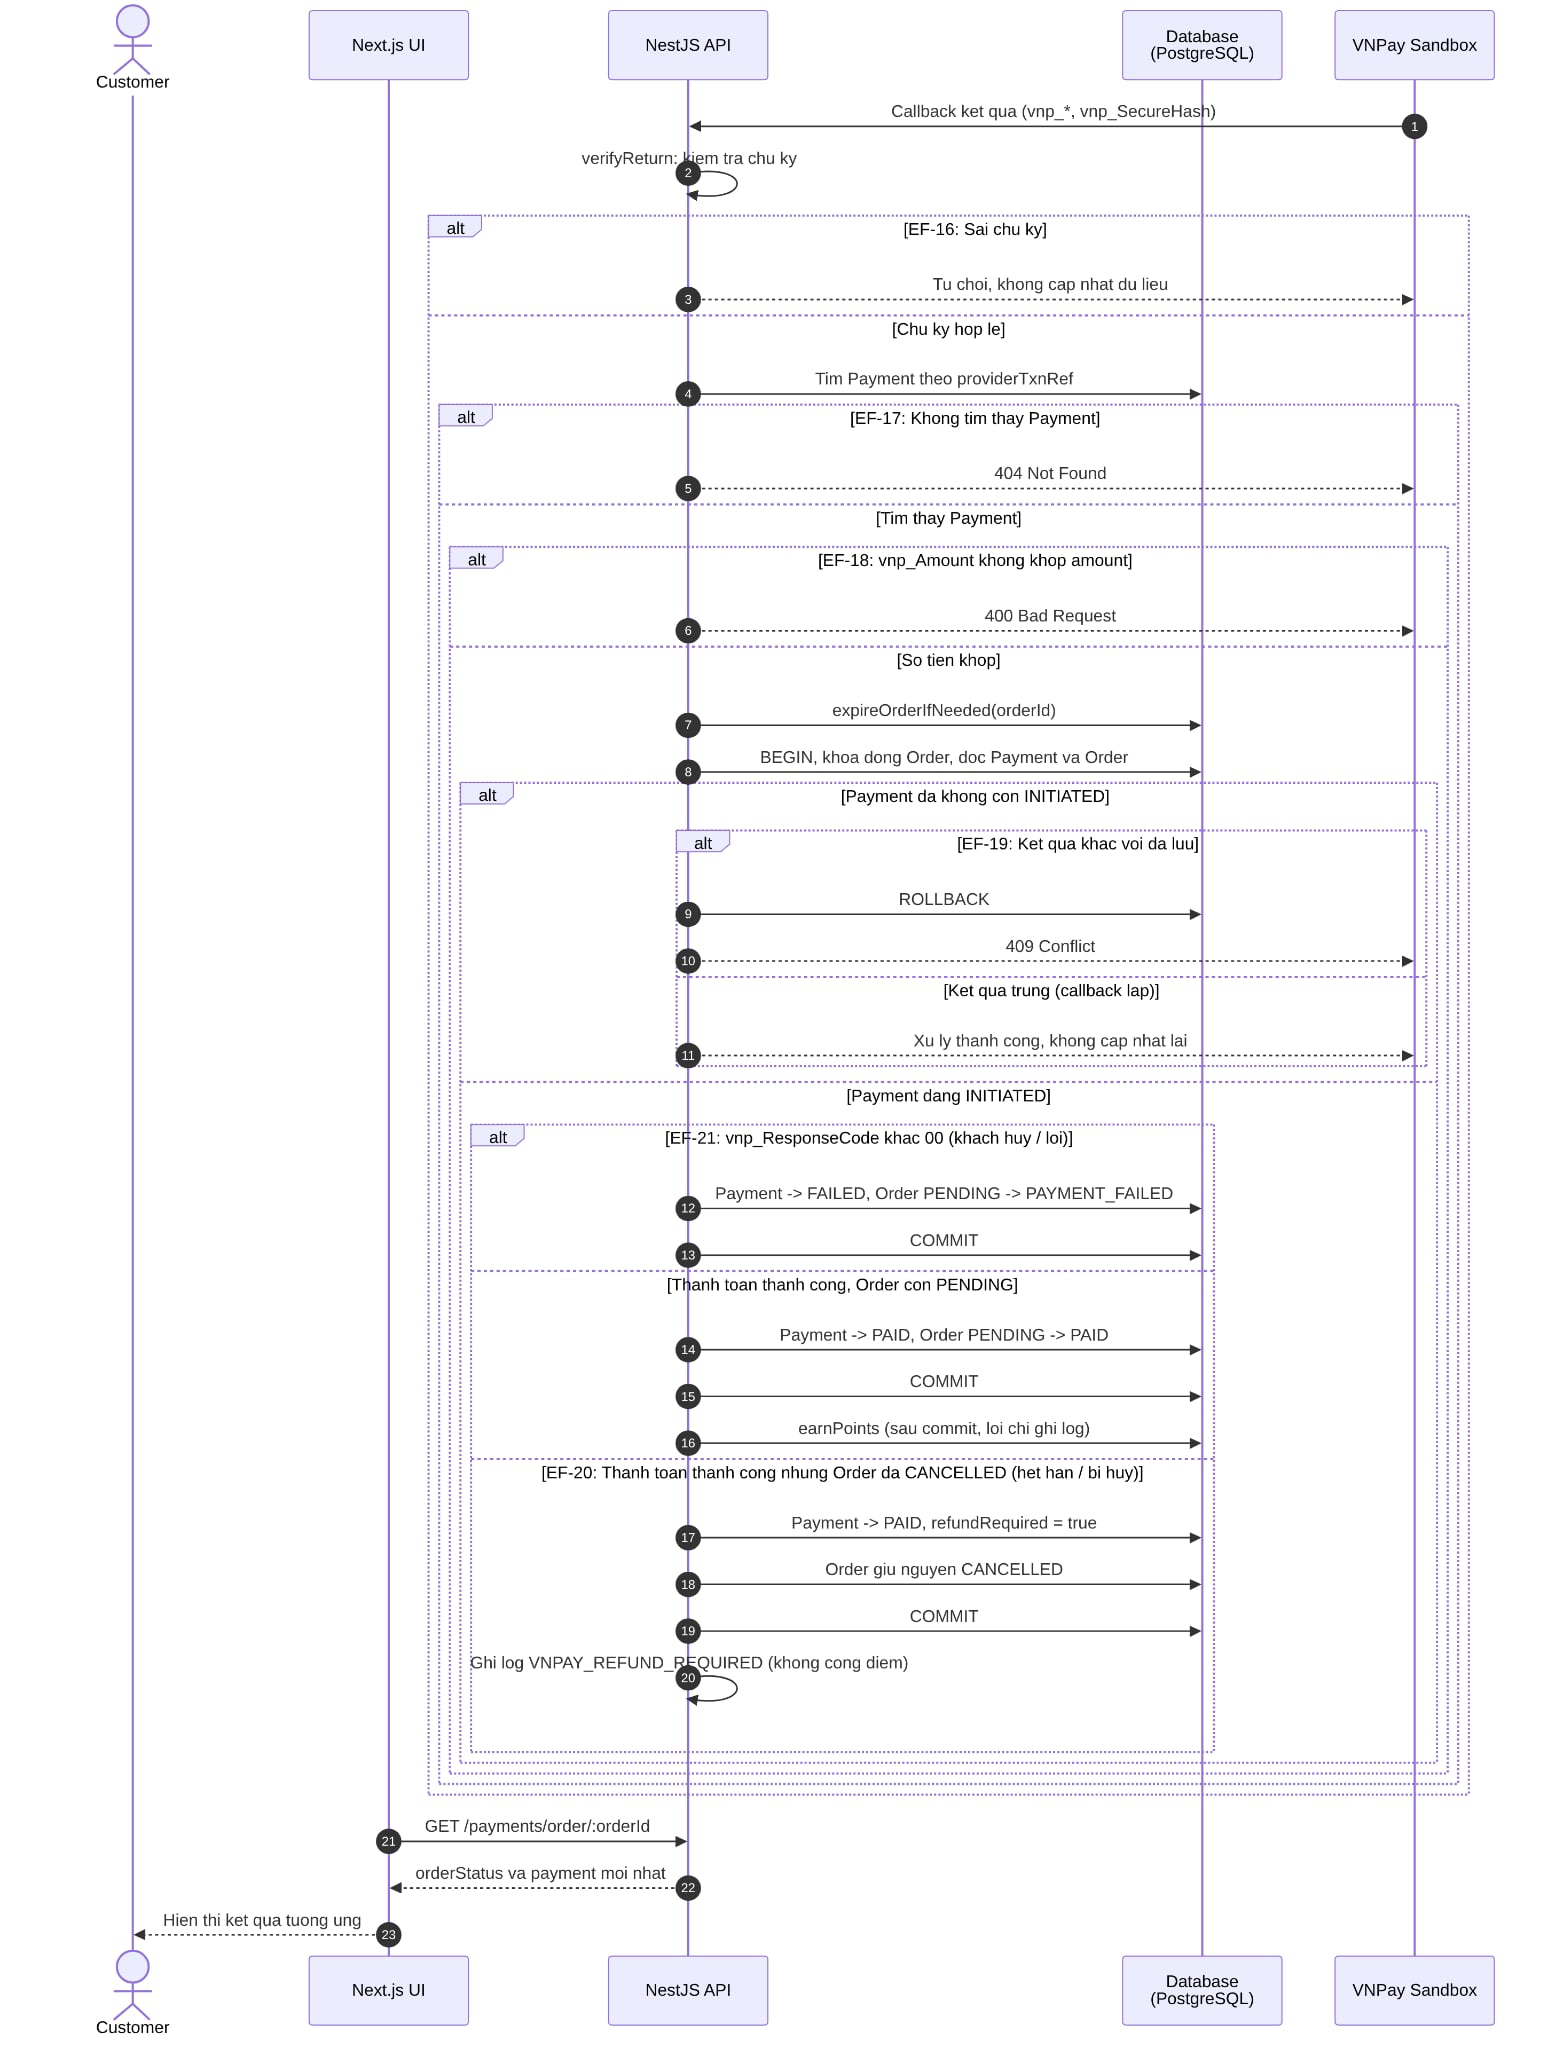 Customer
Next.js UI
NestJS API
Database
(PostgreSQL)
VNPay Sandbox
Callback ket qua (vnp_*, vnp_SecureHash)
1
verifyReturn: kiem tra chu ky
2
alt
[EF-16: Sai chu ky]
Tu choi, khong cap nhat du lieu
3
[Chu ky hop le]
Tim Payment theo providerTxnRef
4
alt
[EF-17: Khong tim thay Payment]
404 Not Found
5
[Tim thay Payment]
alt
[EF-18: vnp_Amount khong khop amount]
400 Bad Request
6
[So tien khop]
expireOrderIfNeeded(orderId)
7
BEGIN, khoa dong Order, doc Payment va Order
8
alt
[Payment da khong con INITIATED]
alt
[EF-19: Ket qua khac voi da luu]
ROLLBACK
9
409 Conflict
10
[Ket qua trung (callback lap)]
Xu ly thanh cong, khong cap nhat lai
11
[Payment dang INITIATED]
alt
[EF-21: vnp_ResponseCode khac 00 (khach huy / loi)]
Payment -> FAILED, Order PENDING -> PAYMENT_FAILED
12
COMMIT
13
[Thanh toan thanh cong, Order con PENDING]
Payment -> PAID, Order PENDING -> PAID
14
COMMIT
15
earnPoints (sau commit, loi chi ghi log)
16
[EF-20: Thanh toan thanh cong nhung Order da CANCELLED (het han / bi huy)]
Payment -> PAID, refundRequired = true
17
Order giu nguyen CANCELLED
18
COMMIT
19
Ghi log VNPAY_REFUND_REQUIRED (khong cong diem)
20
GET /payments/order/:orderId
21
orderStatus va payment moi nhat
22
Hien thi ket qua tuong ung
23
Customer
Next.js UI
NestJS API
Database
(PostgreSQL)
VNPay Sandbox